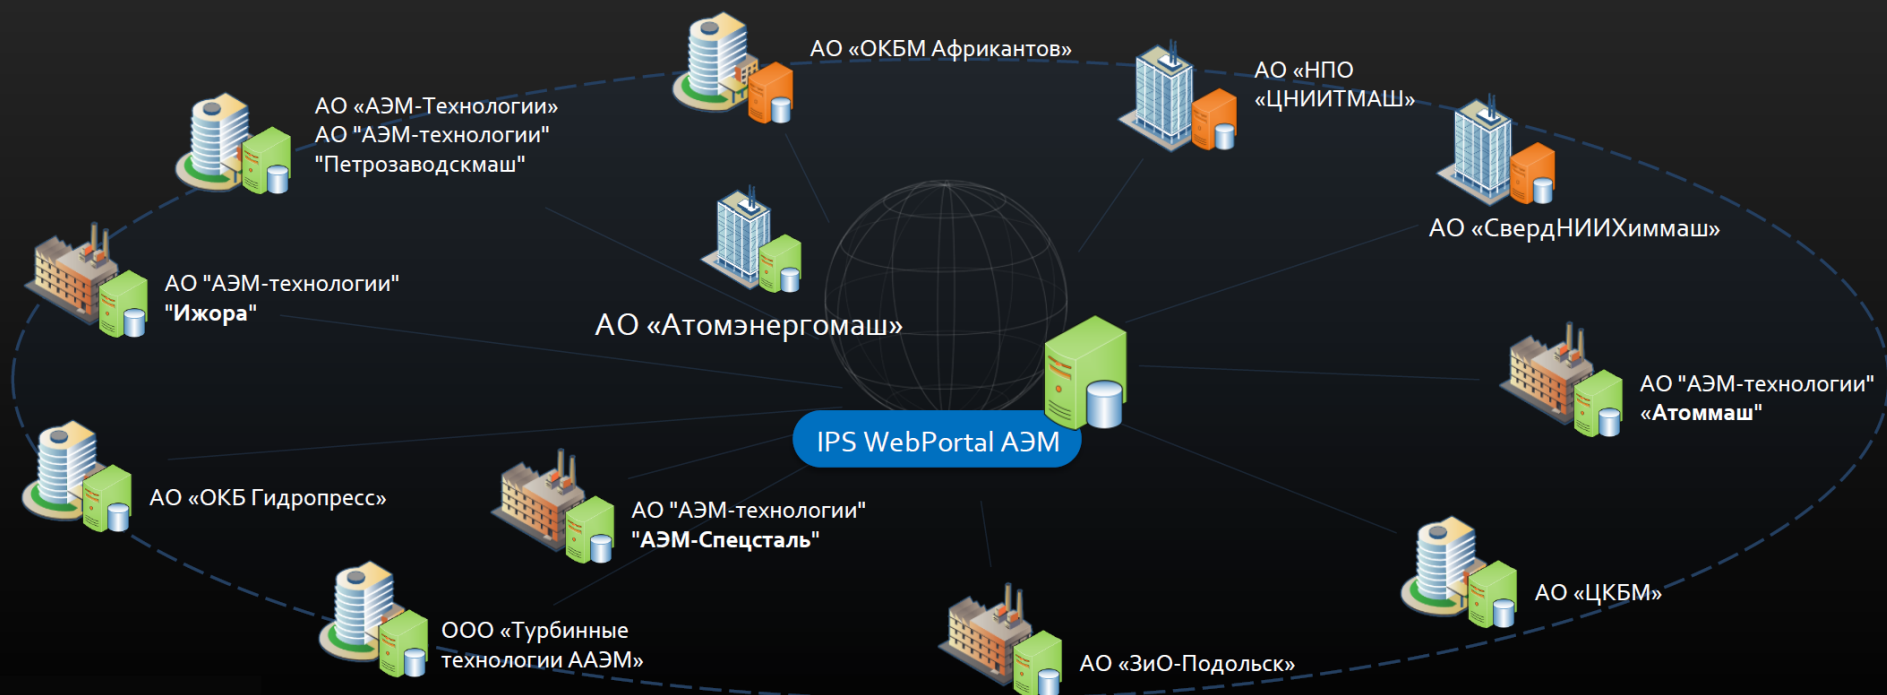 АО «ОКБМ Африкантов»
АО «НПО
«ЦНИИТМАШ»
АО «АЭМ-Технологии»
АО "АЭМ-технологии"
"Петрозаводскмаш"
АО «СвердНИИХиммаш»
АО "АЭМ-технологии"
"Ижора"
АО «Атомэнергомаш»
АО "АЭМ-технологии"
«Атоммаш"
IPS WebPortal АЭМ
АО «ОКБ Гидропресс»
АО "АЭМ-технологии"
"АЭМ-Спецсталь"
АО «ЦКБМ»
ООО «Турбинные
технологии ААЭМ»
АО «ЗиО-Подольск»